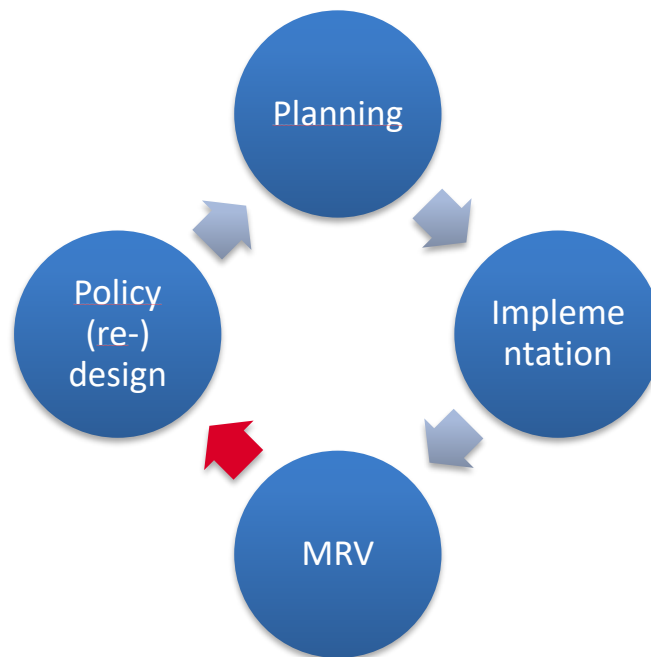 Planning
Impleme
ntation
MRV
Policy
(re-)
design